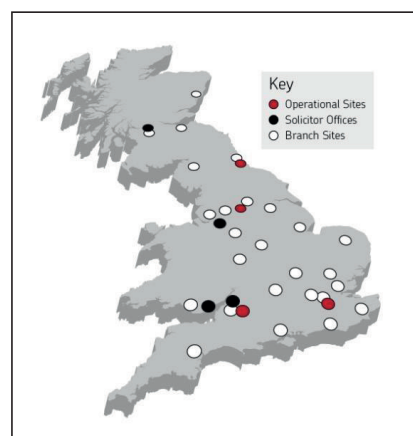 Key
Operational Sites
Solicitor Offices
Branch Sites